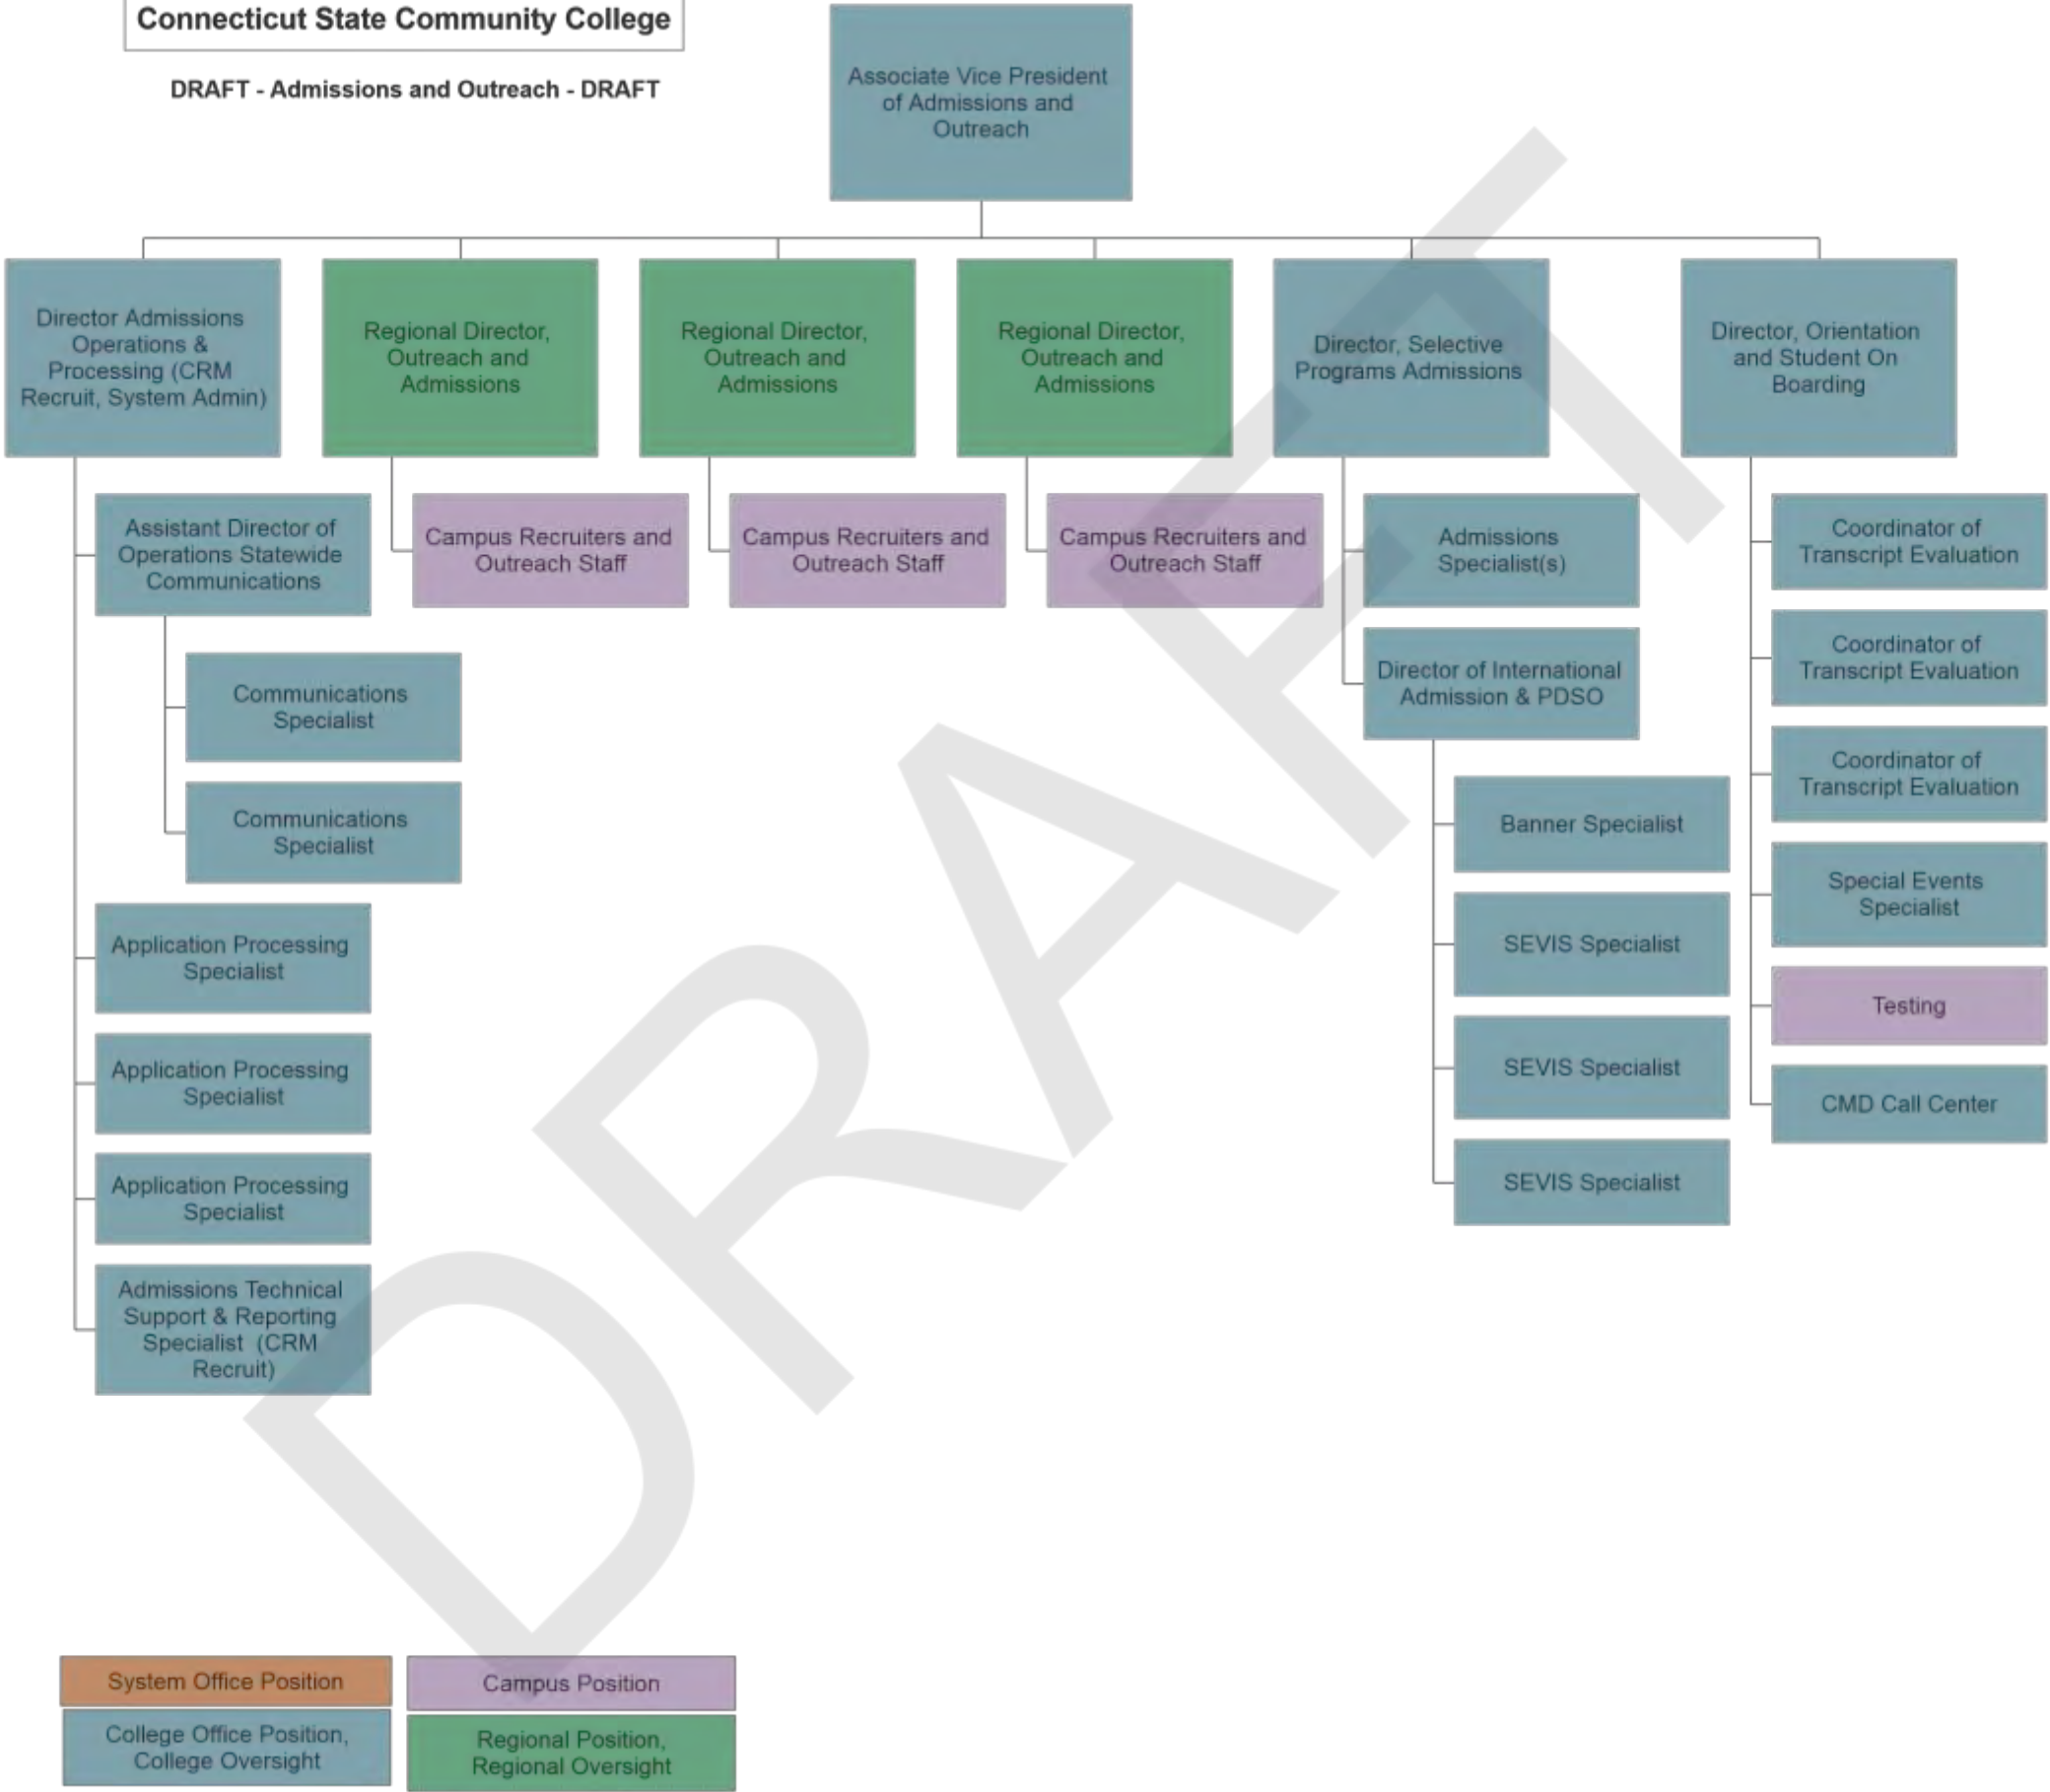 Connecticut State Community College
DRAFT - Admissions and Outreach - DRAFT
Associate Vice President
of Admissions and
Outreach
Director Admissions
Operations &
Processing (CRM
Recruit, System Admin)
Regional Director,
Outreach and
Admissions
Regional Director,
Outreach and
Admissions
Regional Director,
Outreach and
Admissions
Director, Selective
Programs Admissions
Director, Orientation
and Student On
Boarding
Assistant Director of
Operations Statewide
Communications
Communications
Specialist
Communications
Specialist
Application Processing
Specialist
Application Processing
Specialist
Application Processing
Specialist
Admissions Technical
Support & Reporting
Specialist (CRM
Recruit)
Campus Recruiters and
Outreach Staff
Campus Recruiters and
Outreach Staff
Campus Recruiters and
Outreach Staff
Admissions
Specialist(s)
Director of International
Admission & PDSO
Banner Specialist
SEVIS Specialist
SEVIS Specialist
SEVIS Specialist
Coordinator of
Transcript Evaluation
Coordinator of
Transcript Evaluation
Coordinator of
Transcript Evaluation
Special Events
Specialist
Testing
CMD Call Center
DRAFT
System Office Position
Campus Position
College Office Position,
College Oversight
Regional Position,
Regional Oversight